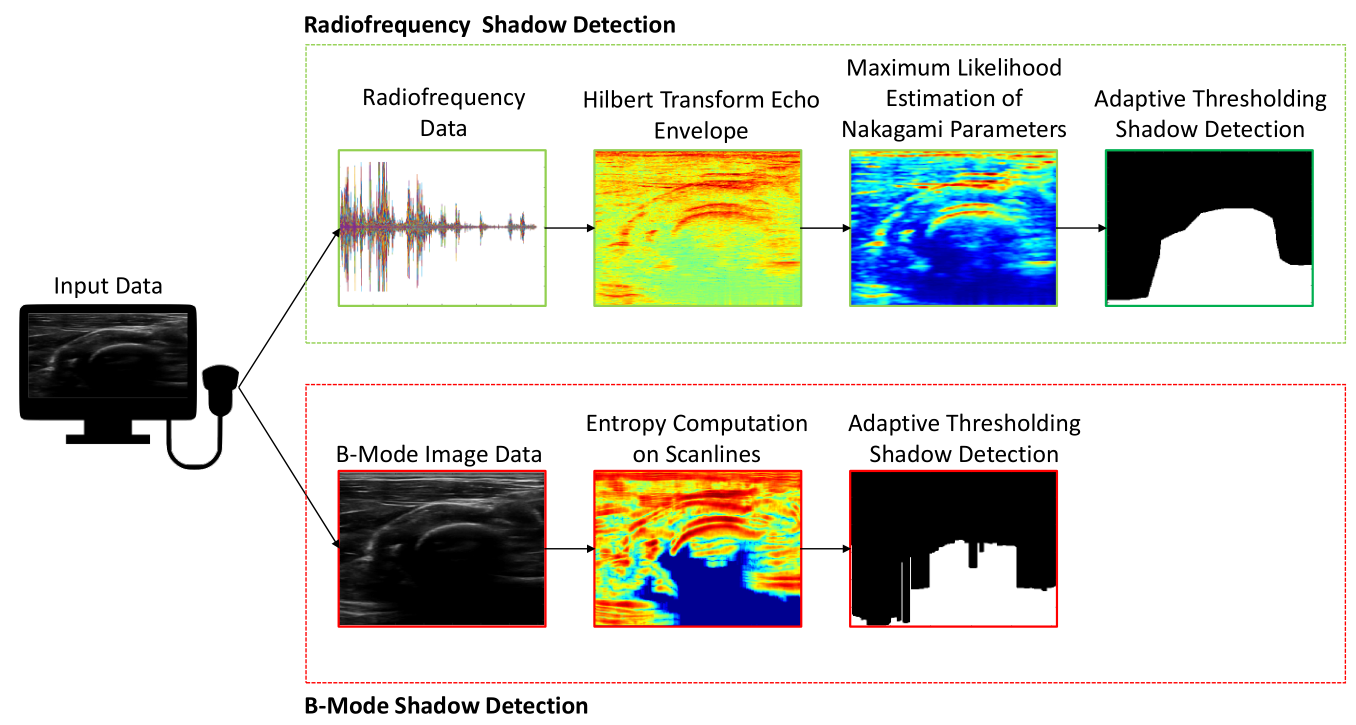 Radiofrequency  Shadow Detection
Radiofrequency
Data
Hilbert Transform Echo
Envelope
Maximum Likelihood
Estimation of
Nakagami Parameters
Adaptive Thresholding
Shadow Detection
Input Data
B-Mode Image Data
Entropy Computation
on Scanlines
Adaptive Thresholding
Shadow Detection
B-Mode Shadow Detection